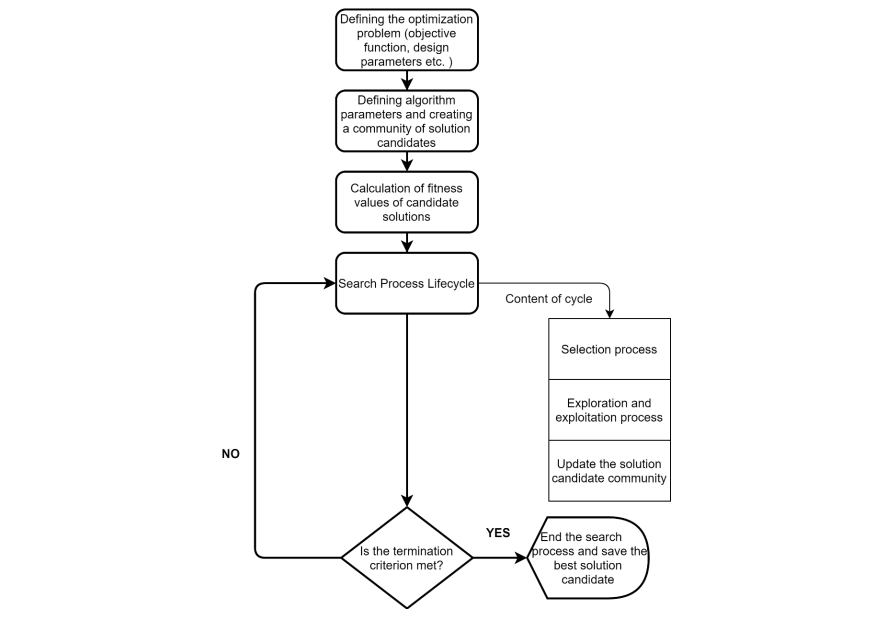 Defining the optimization
problem (objective
function, design
parameters etc. )
Defining algorithm
parameters and creating
a community of solution
candidates
Calculation of fitness
values of candidate
solutions
Search Process Lifecycle
Content of cycle
Selection process
Exploration and
exploitation process
Update the solution
candidate community
NO
Is the termination
criterion met?
YES
End the search
process and save the
best solution
candidate